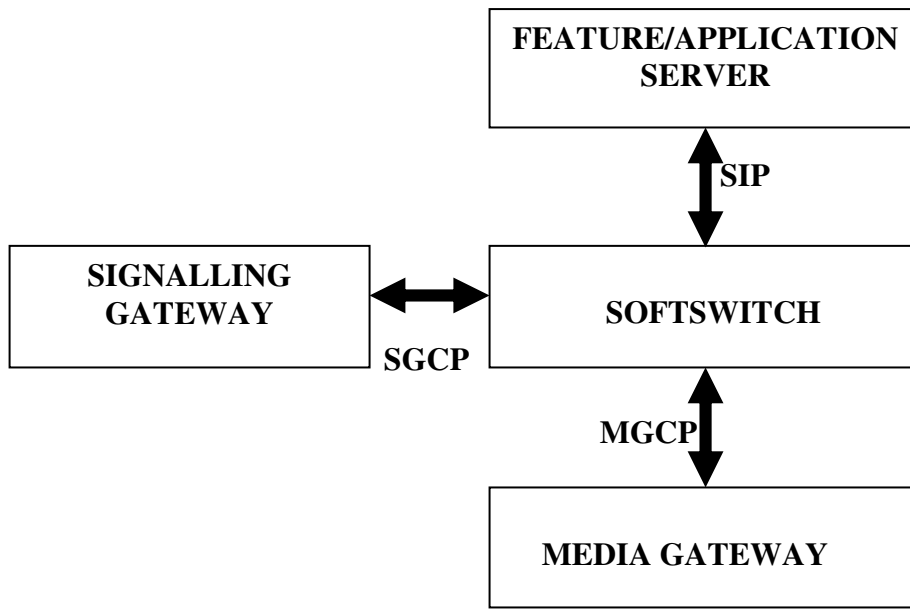 FEATURE/APPLICATION
SERVER
SIP
SIGNALLING
GATEWAY
SOFTSWITCH
SGCP
MGCP
MEDIA GATEWAY